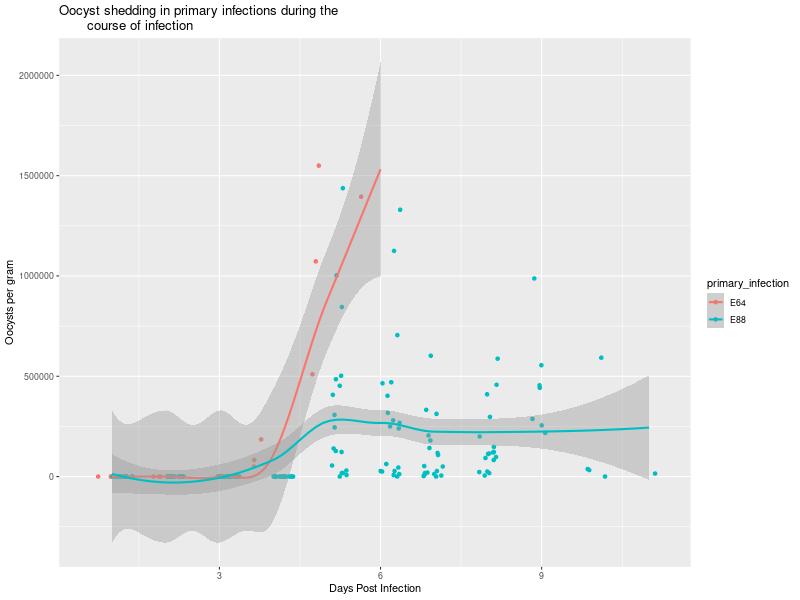 Oocyst shedding in primary infections during the
course of infection
Oocysts per gram
2000000
1500000
1000000
500000
0
3
6
9
Days Post Infection
primary_infection
E64
E88